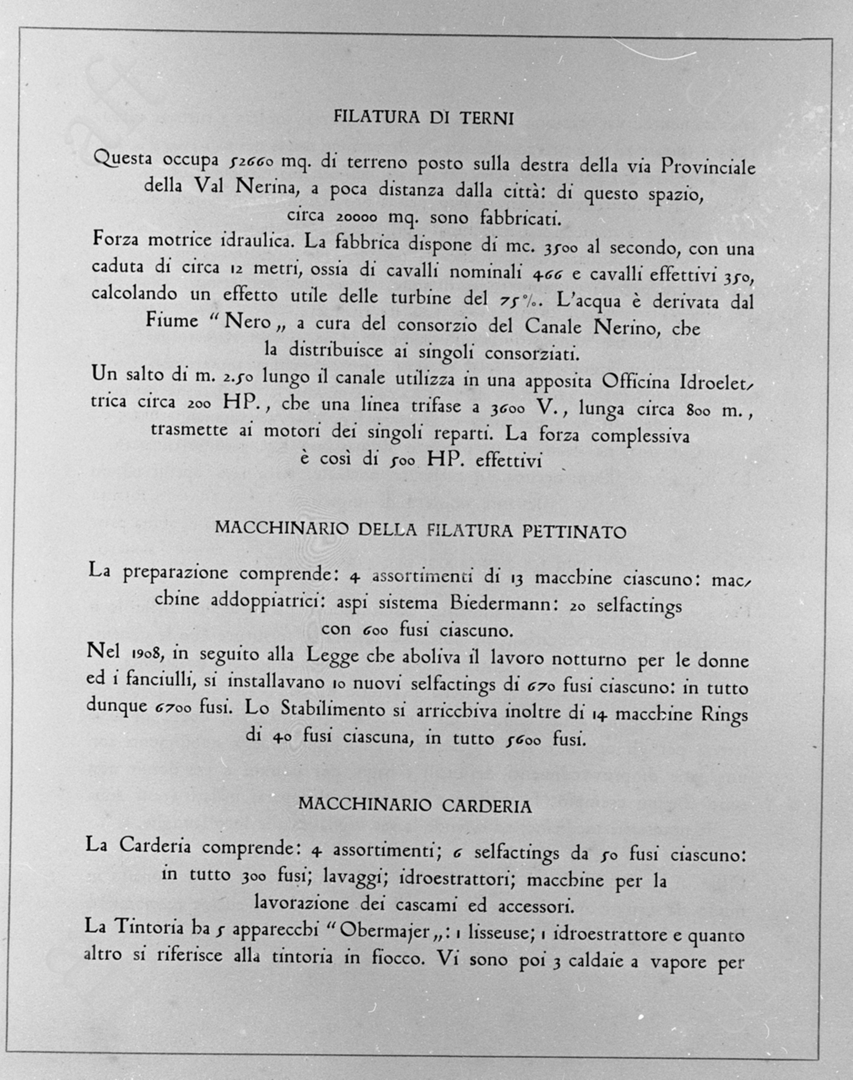 FILATURA DI TERNI
Questa occupa 52660 mq. di terreno posto sulla destra della via Provinciale
della Val Nerina, a poca distanza dalla città: di questo spazio,
circa 20000 mq. sono fabbricati.
Forza motrice idraulica. La fabbrica dispone di mc. 3500 al secondo, con una
caduta di circa 12 metri, ossia di cavalli nominali 466 e cavalli effettivi 350,
calcolando un effetto utile delle turbine del 75%. L'acqua è derivata dal
Fiume “Nero„ a cura del consorzio del Canale Nerino, che
la distribuisce ai singoli consorziati.
Un salto di m. 2.50 lungo il canale utilizza in una apposita Officina Idroelet-
trica circa 200 HP., che una linea trifase a 3600 V., lunga circa 800 m.,
trasmette ai motori dei singoli reparti. La forza complessiva
è così di 500 HP. effettivi
MACCHINARIO DELLA FILATURA PETTINATO
La preparazione comprende: 4 assortimenti di 13 macchine ciascuno: mac-
chine addoppiatrici: aspi sistema Biedermann: 20 selfactings
con 600 fusi ciascuno.
Nel 1908, in seguito alla Legge che aboliva il lavoro notturno per le donne
ed i fanciulli, si installavano 10 nuovi selfactings di 670 fusi ciascuno: in tutto
dunque 6700 fusi. Lo Stabilimento si arricchiva inoltre di 14 macchine Rings
di 40 fusi ciascuna, in tutto 5600 fusi.
MACCHINARIO CARDERIA
La Carderia comprende: 4 assortimenti; 6 selfactings da 50 fusi ciascuno:
in tutto 300 fusi; lavaggi; idroestrattori; macchine per la
lavorazione dei cascami ed accessori.
La Tintoria ha 5 apparecchi “Obermajer„: 1 lisseuse; 1 idroestrattore e quanto
altro si riferisce alla tintoria in fiocco. Vi sono poi 3 caldaie a vapore per